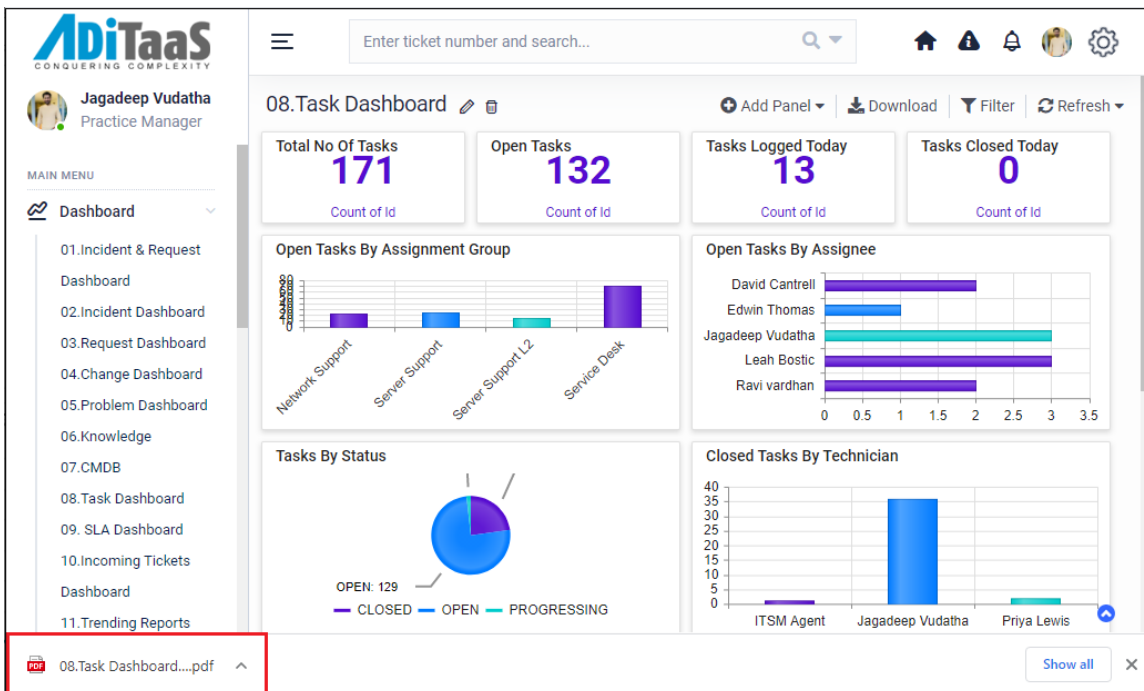 ADiTaaS
CONQUERING COMPLEXITY
Enter ticket number and search...
Jagadeep Vudatha
Practice Manager
MAIN MENU
Dashboard
01.Incident & Request
Dashboard
02.Incident Dashboard
03.Request Dashboard
04.Change Dashboard
05.Problem Dashboard
06.Knowledge
07.CMDB
08.Task Dashboard
09. SLA Dashboard
10.Incoming Tickets
Dashboard
11.Trending Reports
08.Task Dashboard
Add Panel
Download
Filter
Refresh
Total No Of Tasks
171
Count of Id
Open Tasks
132
Count of Id
Tasks Logged Today
13
Count of Id
Tasks Closed Today
0
Count of Id
Open Tasks By Assignment Group
80
0
Network Support
Server Support
Server Support L2
Service Desk
Open Tasks By Assignee
David Cantrell
Edwin Thomas
Jagadeep Vudatha
Leah Bostic
Ravi vardhan
0 0.5 1 1.5 2 2.5 3 3.5
Tasks By Status
OPEN: 129
CLOSED OPEN PROGRESSING
Closed Tasks By Technician
40
35
30
25
20
15
10
5
0
ITSM Agent Jagadeep Vudatha Priya Lewis
PDF
08.Task Dashboard....pdf
Show all